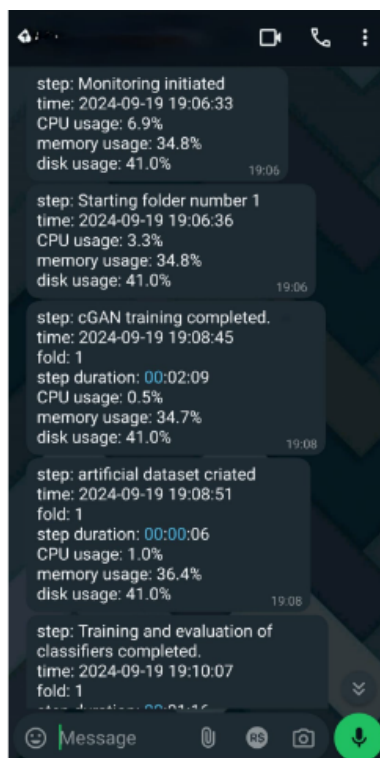 step: Monitoring initiated
time: 2024-09-19 19:06:33
CPU usage: 6.9%
memory usage: 34.8%
disk usage: 41.0%
19:06
step: Starting folder number 1
time: 2024-09-19 19:06:36
CPU usage: 3.3%
memory usage: 34.8%
disk usage: 41.0%
19:06
step: cGAN training completed.
time: 2024-09-19 19:08:45
fold: 1
step duration: 00:02:09
CPU usage: 0.5%
memory usage: 34.7%
disk usage: 41.0%
19:08
step: artificial dataset criated
time: 2024-09-19 19:08:51
fold: 1
step duration: 00:00:06
CPU usage: 1.0%
memory usage: 36.4%
disk usage: 41.0%
19:08
step: Training and evaluation of
classifiers completed.
time: 2024-09-19 19:10:07
fold: 1
step duration: 00:01:16
Message
R$